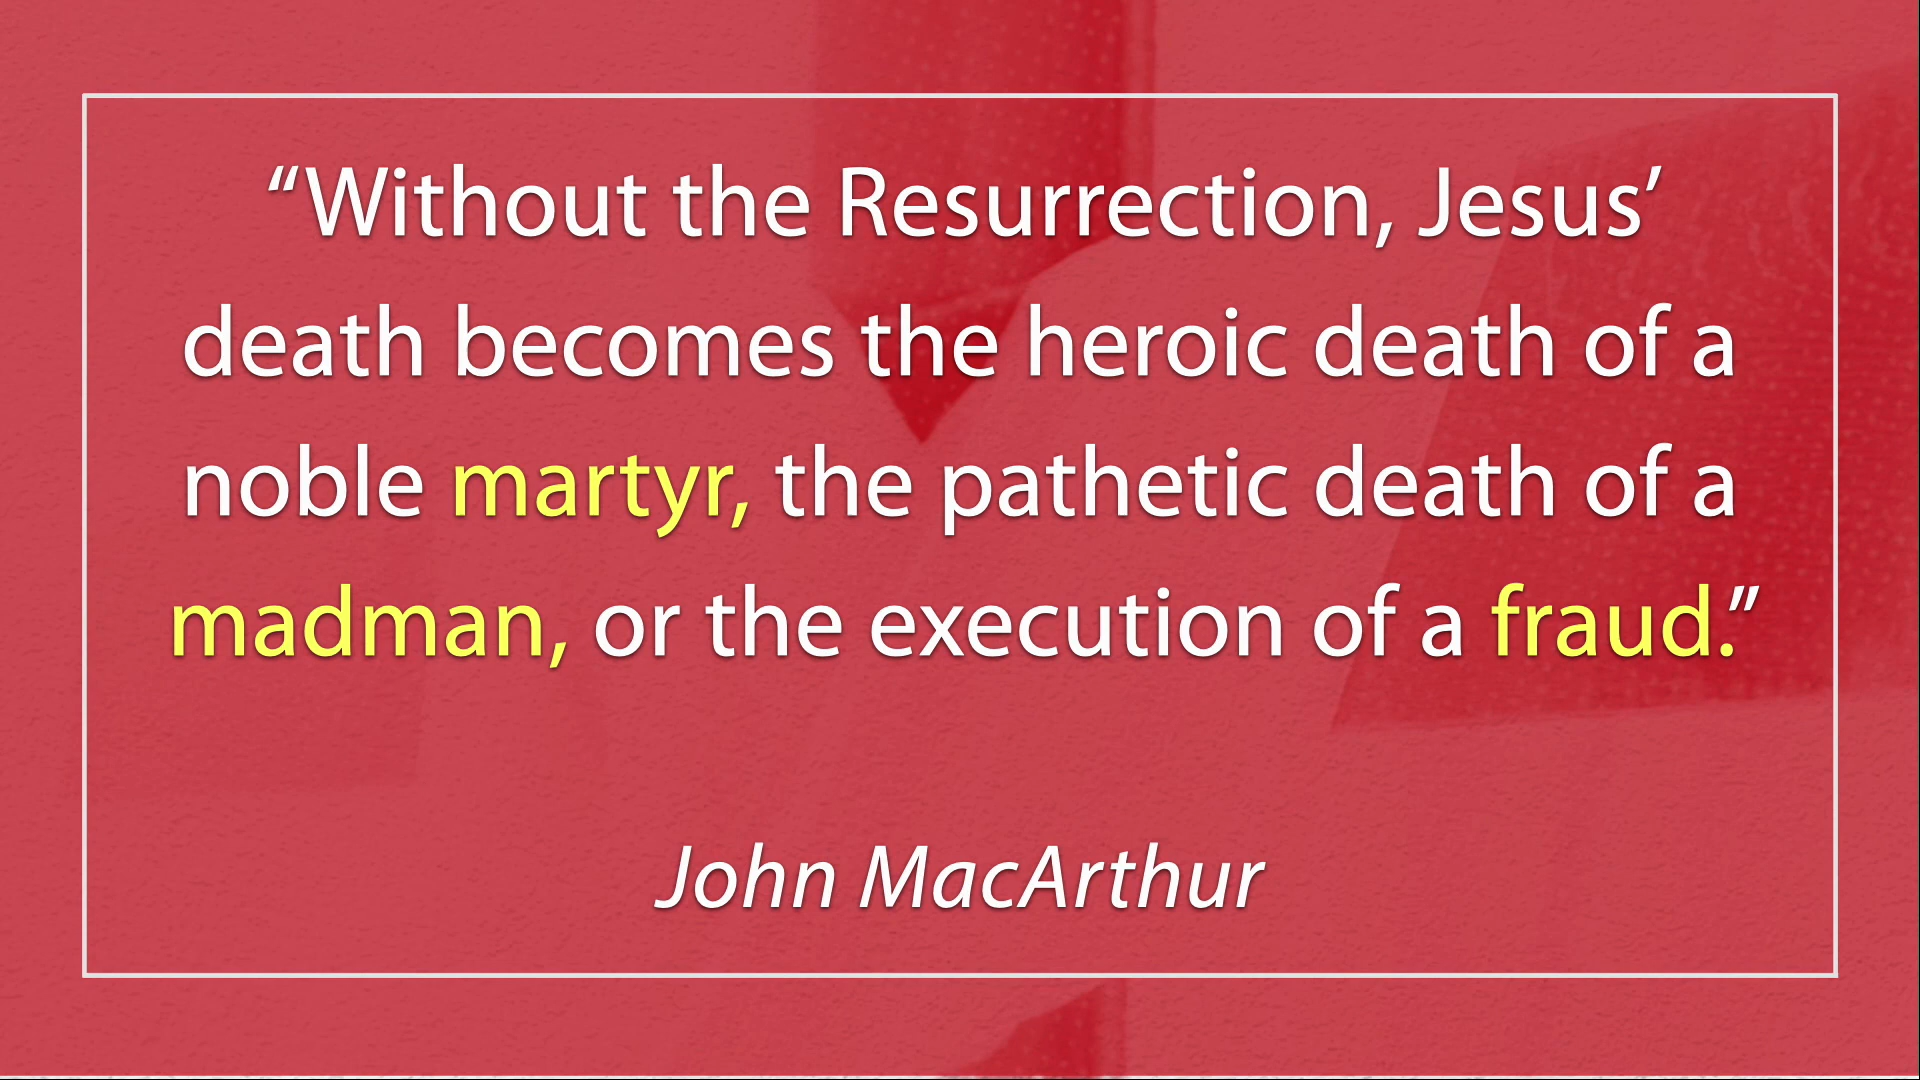 “Without the Resurrection, Jesus’
death becomes the heroic death of a
noble martyr, the pathetic death of a
madman, or the execution of a fraud.”
John MacArthur